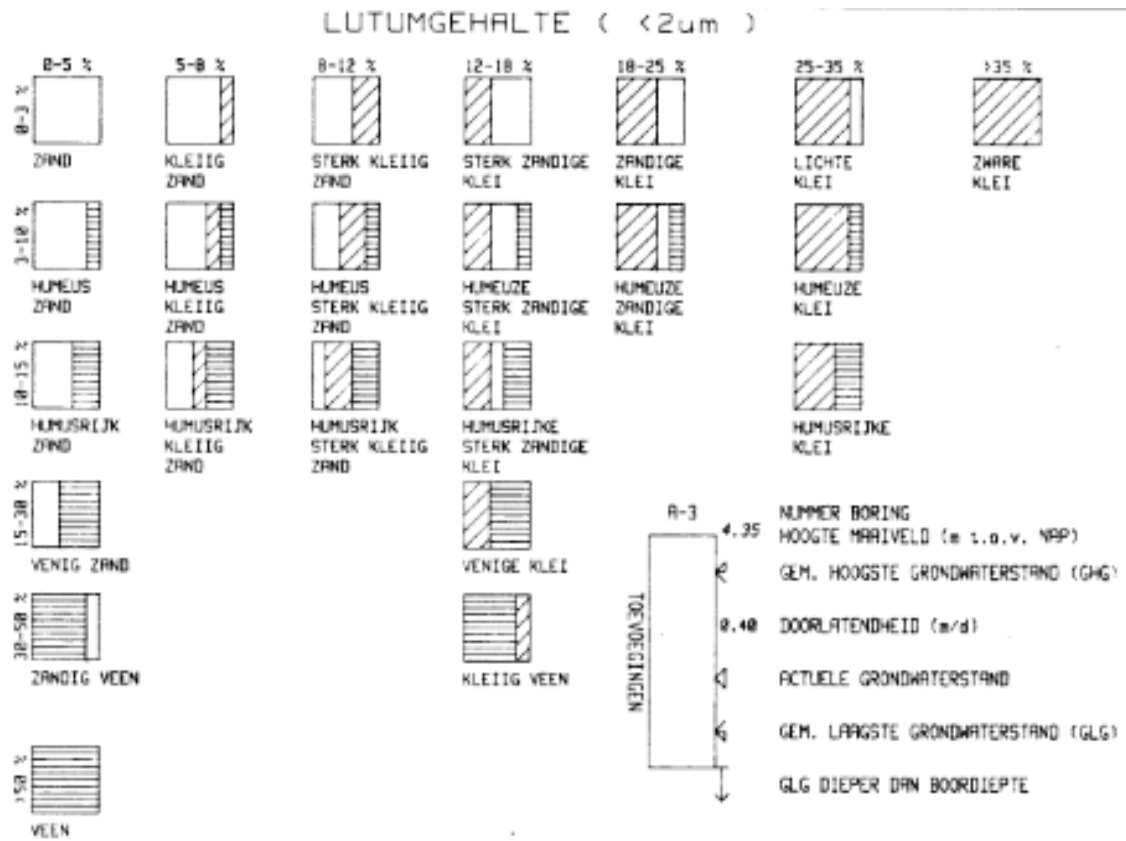 LUTUMGEHALTE ( <2um )
0-5 % 5-8 % 8-12 % 12-18 % 18-25 % 25-35 % >35 %
0-3 %
ZAND KLEIIG ZAND STERK KLEIIG ZAND STERK ZANDIGE KLEI ZANDIGE KLEI LICHTE KLEI ZWARE KLEI
3-10 %
HUMEUS ZAND HUMEUS KLEIIG ZAND HUMEUS STERK KLEIIG ZAND HUMEUZE STERK ZANDIGE KLEI HUMEUZE ZANDIGE KLEI HUMEUZE KLEI
10-15 %
HUMUSRIJK ZAND HUMUSRIJK KLEIIG ZAND HUMUSRIJK STERK KLEIIG ZAND HUMUSRIJKE STERK ZANDIGE KLEI HUMUSRIJKE KLEI
15-30 %
VENIG ZAND VENIGE KLEI
30-50 %
ZANDIG VEEN KLEIIG VEEN
>50 %
VEEN
A-3 NUMMER BORING
4.35 HOOGTE MAAIVELD (m t.o.v. NAP)
GEM. HOOGSTE GRONDWATERSTAND (GHG)
TOEVOEGINGEN
0.40 DOORLATENDHEID (m/d)
ACTUELE GRONDWATERSTAND
GEM. LAAGSTE GRONDWATERSTAND (GLG)
GLG DIEPER DAN BOORDIEPTE